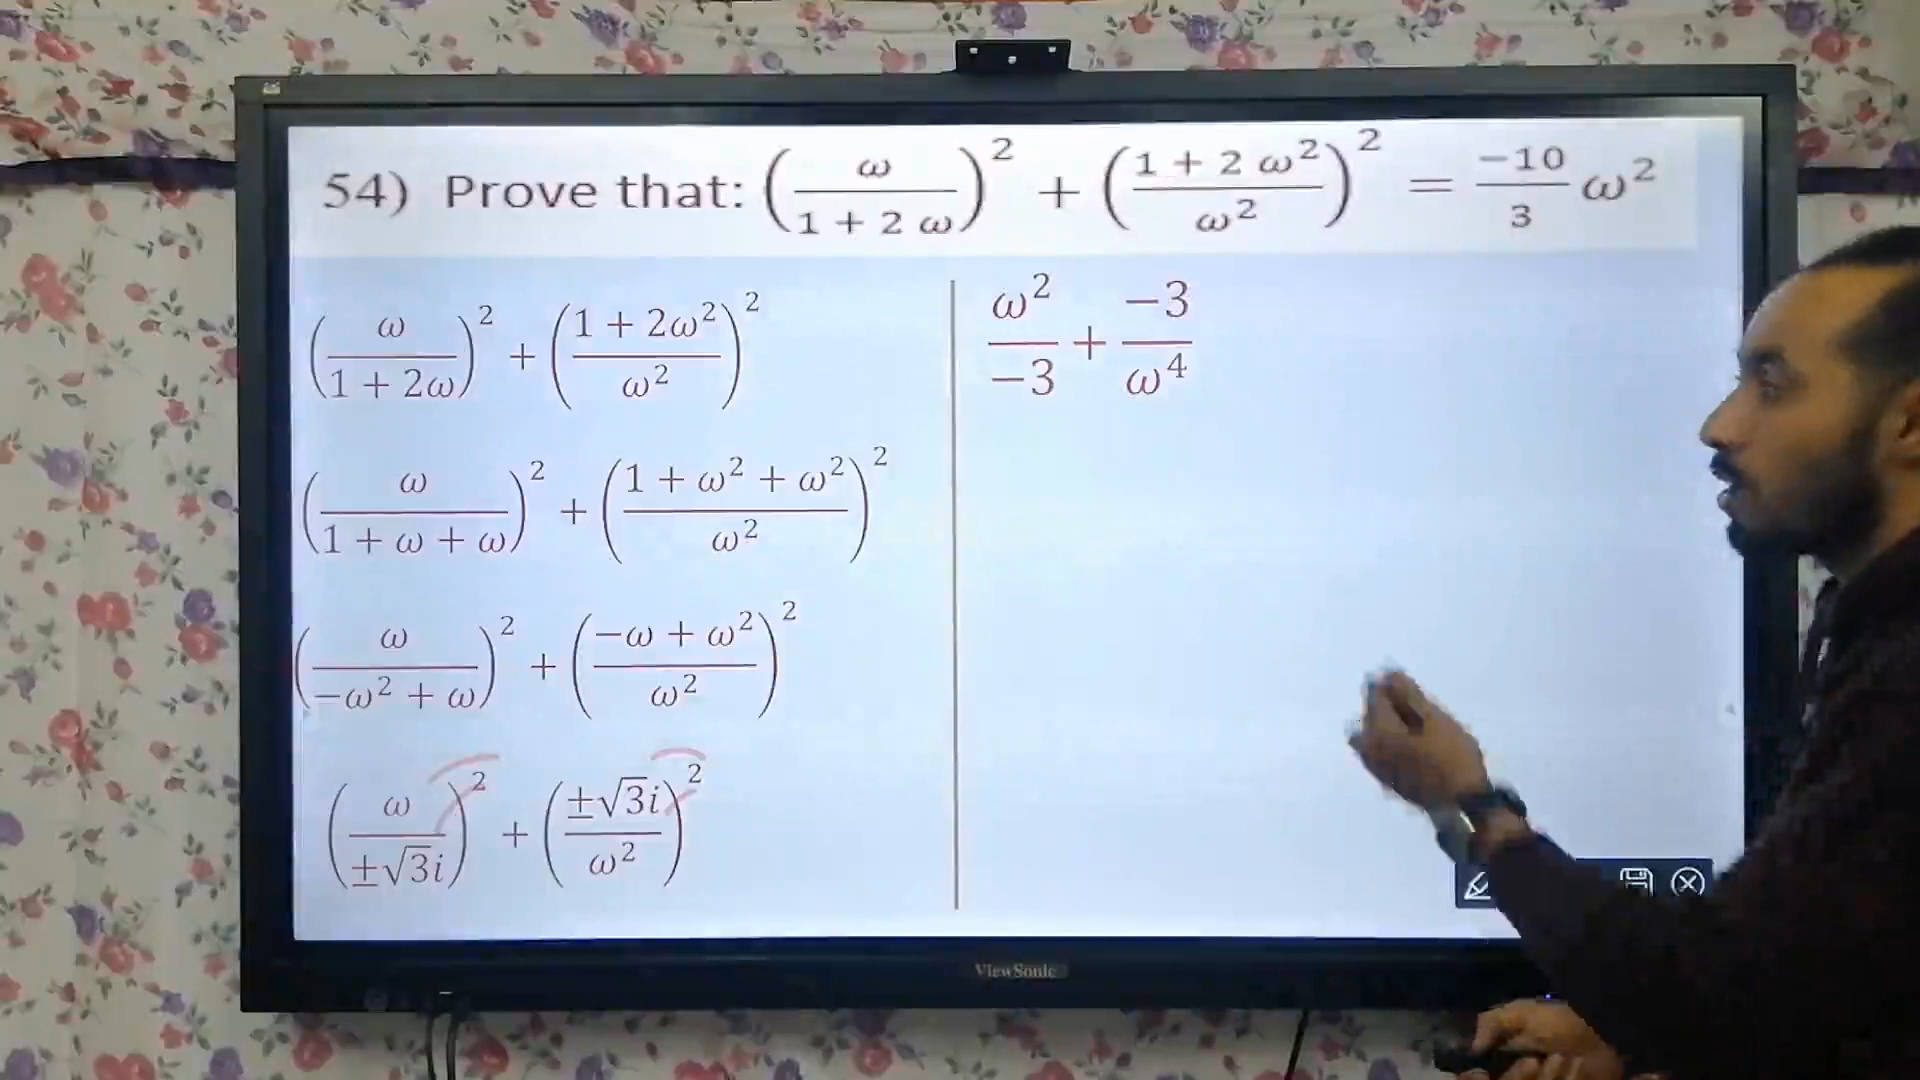 54) Prove that: (ω / (1 + 2 ω))² + ((1 + 2 ω²) / ω²)² = (-10 / 3) ω²
(ω / (1 + 2ω))² + ((1 + 2ω²) / ω²)²
(ω / (1 + ω + ω))² + ((1 + ω² + ω²) / ω²)²
(ω / (−ω² + ω))² + ((−ω + ω²) / ω²)²
(ω / (±√3i))² + ((±√3i) / ω²)²
ω² / −3 + −3 / ω⁴
ViewSonic